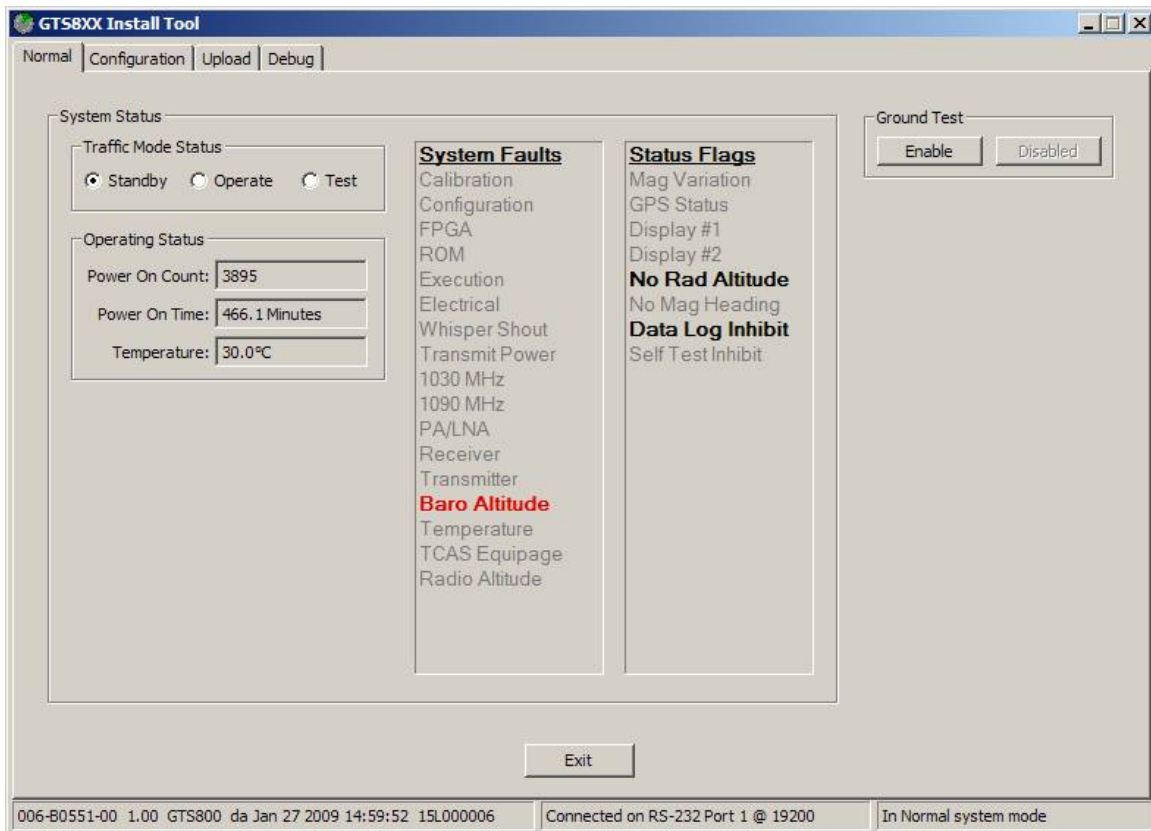 GTS8XX Install Tool
Normal Configuration Upload Debug
System Status
Traffic Mode Status
Standby Operate Test
Operating Status
Power On Count: 3895
Power On Time: 466.1 Minutes
Temperature: 30.0°C
System Faults
Calibration
Configuration
FPGA
ROM
Execution
Electrical
Whisper Shout
Transmit Power
1030 MHz
1090 MHz
PA/LNA
Receiver
Transmitter
Baro Altitude
Temperature
TCAS Equipage
Radio Altitude
Status Flags
Mag Variation
GPS Status
Display #1
Display #2
No Rad Altitude
No Mag Heading
Data Log Inhibit
Self Test Inhibit
Ground Test
Enable Disabled
Exit
006-B0551-00 1.00 GTS800 da Jan 27 2009 14:59:52 15L000006
Connected on RS-232 Port 1 @ 19200
In Normal system mode